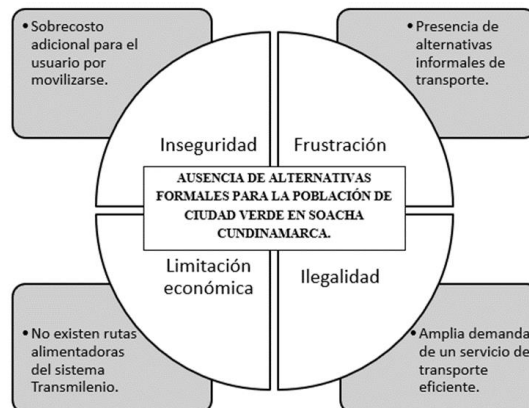 • Sobrecosto
adicional para el
usuario por
movilizarse.
• Presencia de
alternativas
informales de
transporte.
Inseguridad
Frustración
AUSENCIA DE ALTERNATIVAS
FORMALES PARA LA POBLACIÓN DE
CIUDAD VERDE EN SOACHA
CUNDINAMARCA.
Limitación
económica
Ilegalidad
• No existen rutas
alimentadoras
del sistema
Transmilenio.
• Amplia demanda
de un servicio de
transporte
eficiente.